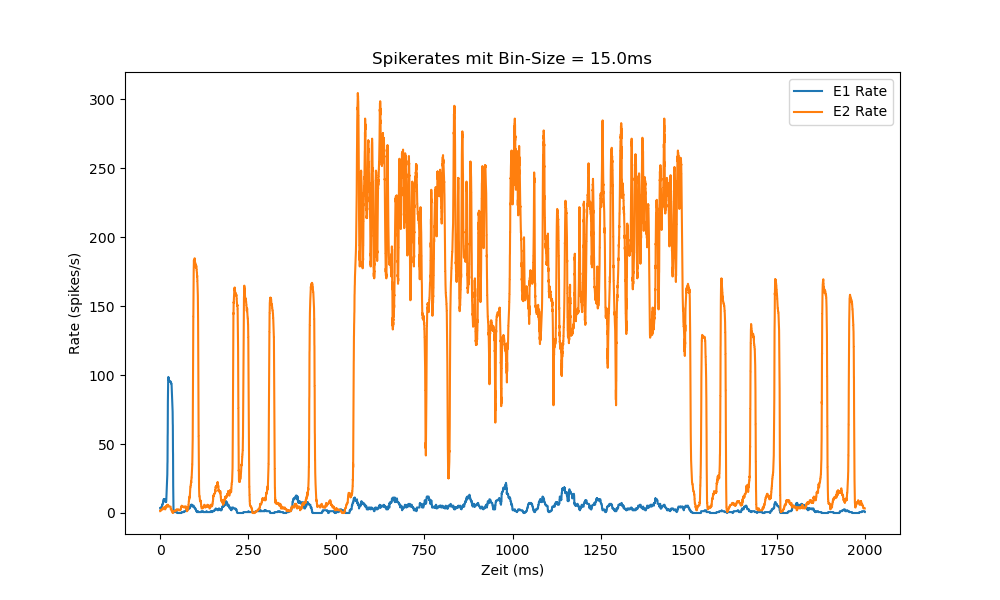 Spikerates mit Bin-Size = 15.0ms
E1 Rate
E2 Rate
300
250
200
150
100
50
0
Rate (spikes/s)
0 250 500 750 1000 1250 1500 1750 2000
Zeit (ms)